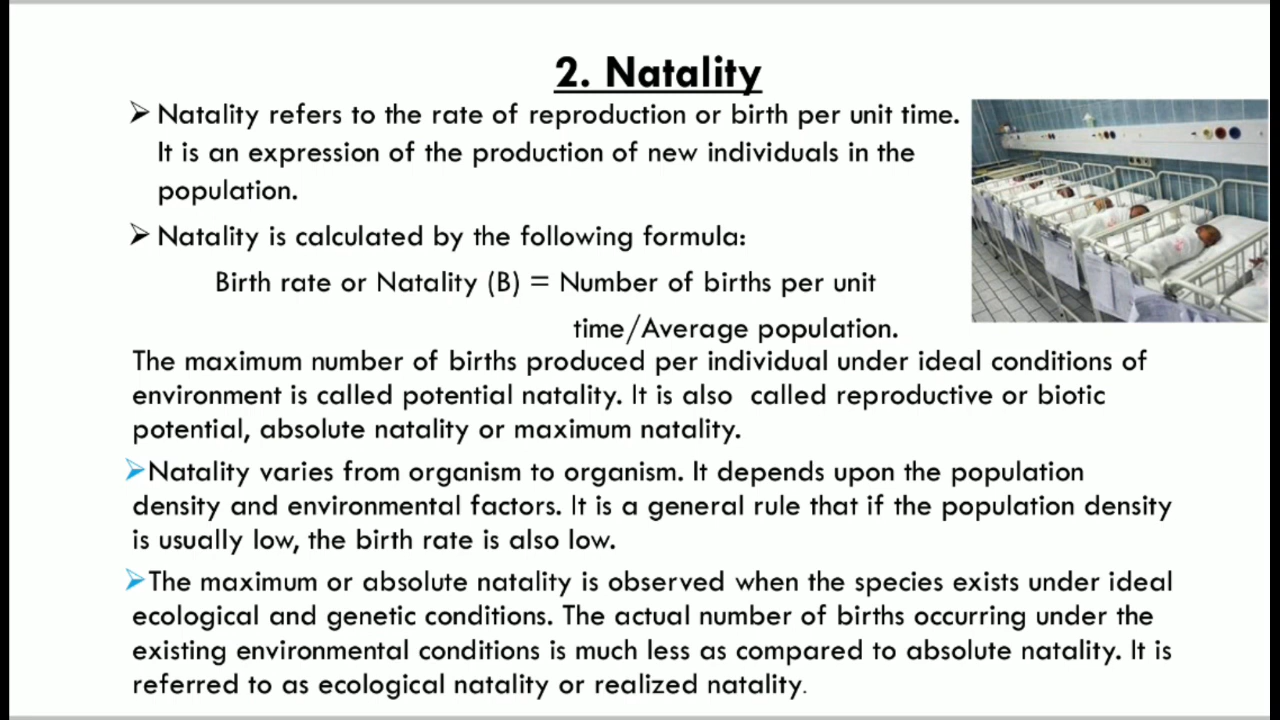 2. Natality
➢ Natality refers to the rate of reproduction or birth per unit time.
It is an expression of the production of new individuals in the
population.
➢ Natality is calculated by the following formula:
Birth rate or Natality (B) = Number of births per unit
time/Average population.
The maximum number of births produced per individual under ideal conditions of
environment is called potential natality. It is also called reproductive or biotic
potential, absolute natality or maximum natality.
➢Natality varies from organism to organism. It depends upon the population
density and environmental factors. It is a general rule that if the population density
is usually low, the birth rate is also low.
➢The maximum or absolute natality is observed when the species exists under ideal
ecological and genetic conditions. The actual number of births occurring under the
existing environmental conditions is much less as compared to absolute natality. It is
referred to as ecological natality or realized natality.